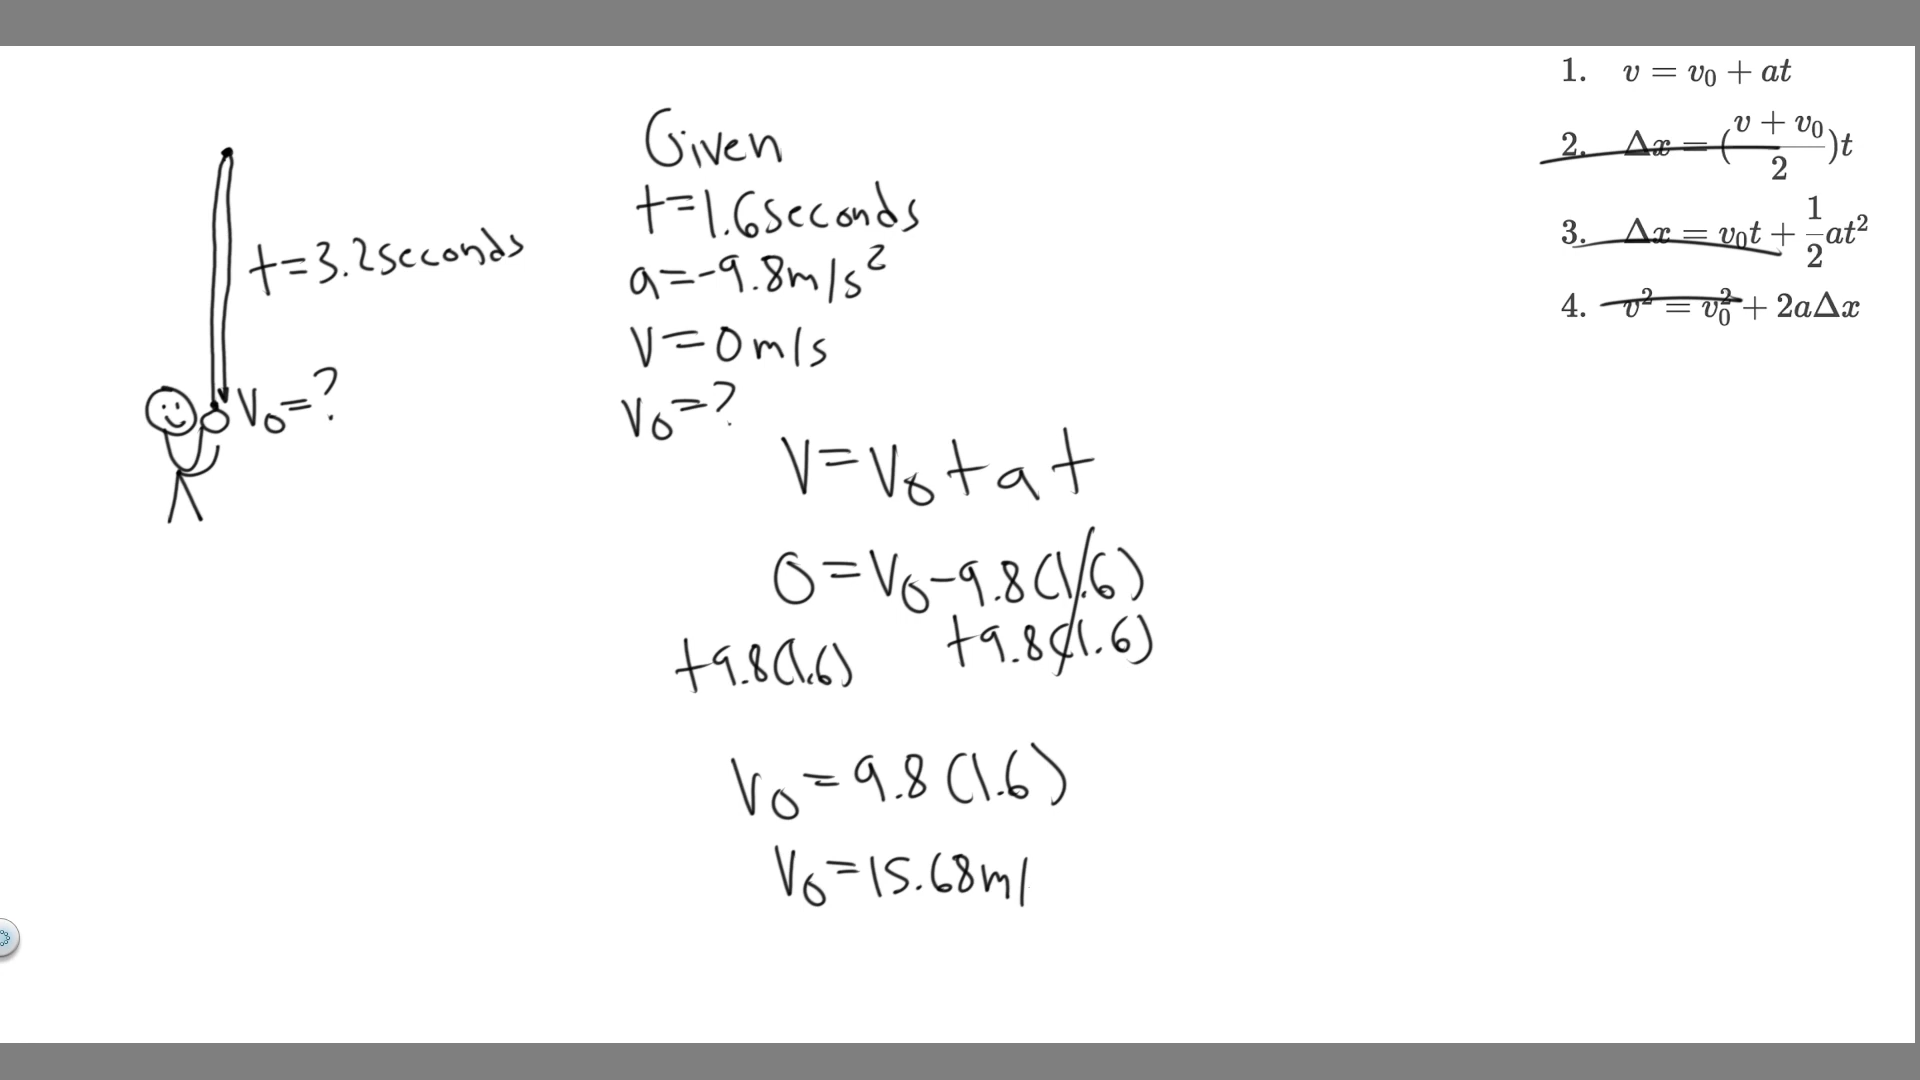 t=3.2seconds
V₀=?
Given
t=1.6seconds
a=-9.8m/s²
V=0m/s
V₀=?
V=V₀+at
0=V₀-9.8(1.6)
+9.8(1.6) +9.8(1.6)
V₀=9.8(1.6)
V₀=15.68m/
1. v = v₀ + at
2. Δx = (v + v₀/2)t
3. Δx = v₀t + 1/2at²
4. v² = v₀² + 2aΔx